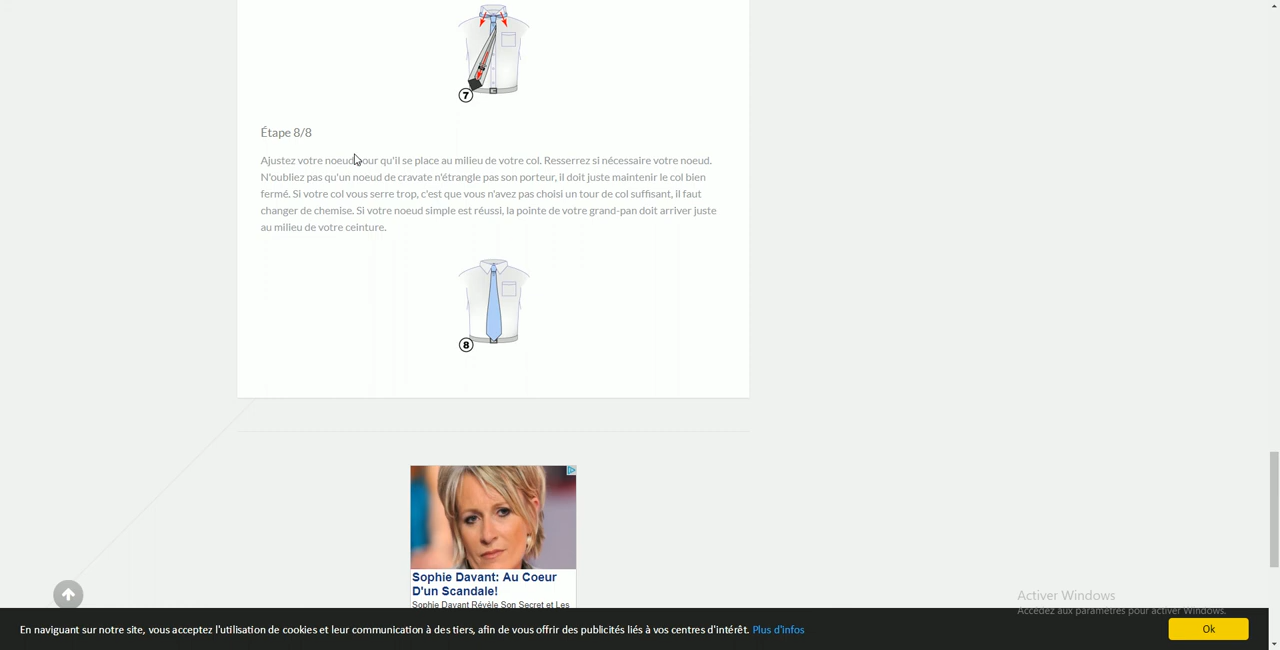 7
Étape 8/8
Ajustez votre noeud pour qu'il se place au milieu de votre col. Resserrez si nécessaire votre noeud.
N'oubliez pas qu'un noeud de cravate n'étrangle pas son porteur, il doit juste maintenir le col bien
fermé. Si votre col vous serre trop, c'est que vous n'avez pas choisi un tour de col suffisant, il faut
changer de chemise. Si votre noeud simple est réussi, la pointe de votre grand-pan doit arriver juste
au milieu de votre ceinture.
8
Sophie Davant: Au Coeur
D'un Scandale!
Sophie Davant Révèle Son Secret et Les
Activer Windows
Accédez aux paramètres pour activer Windows.
En naviguant sur notre site, vous acceptez l'utilisation de cookies et leur communication à des tiers, afin de vous offrir des publicités liés à vos centres d'intérêt. Plus d'infos
Ok